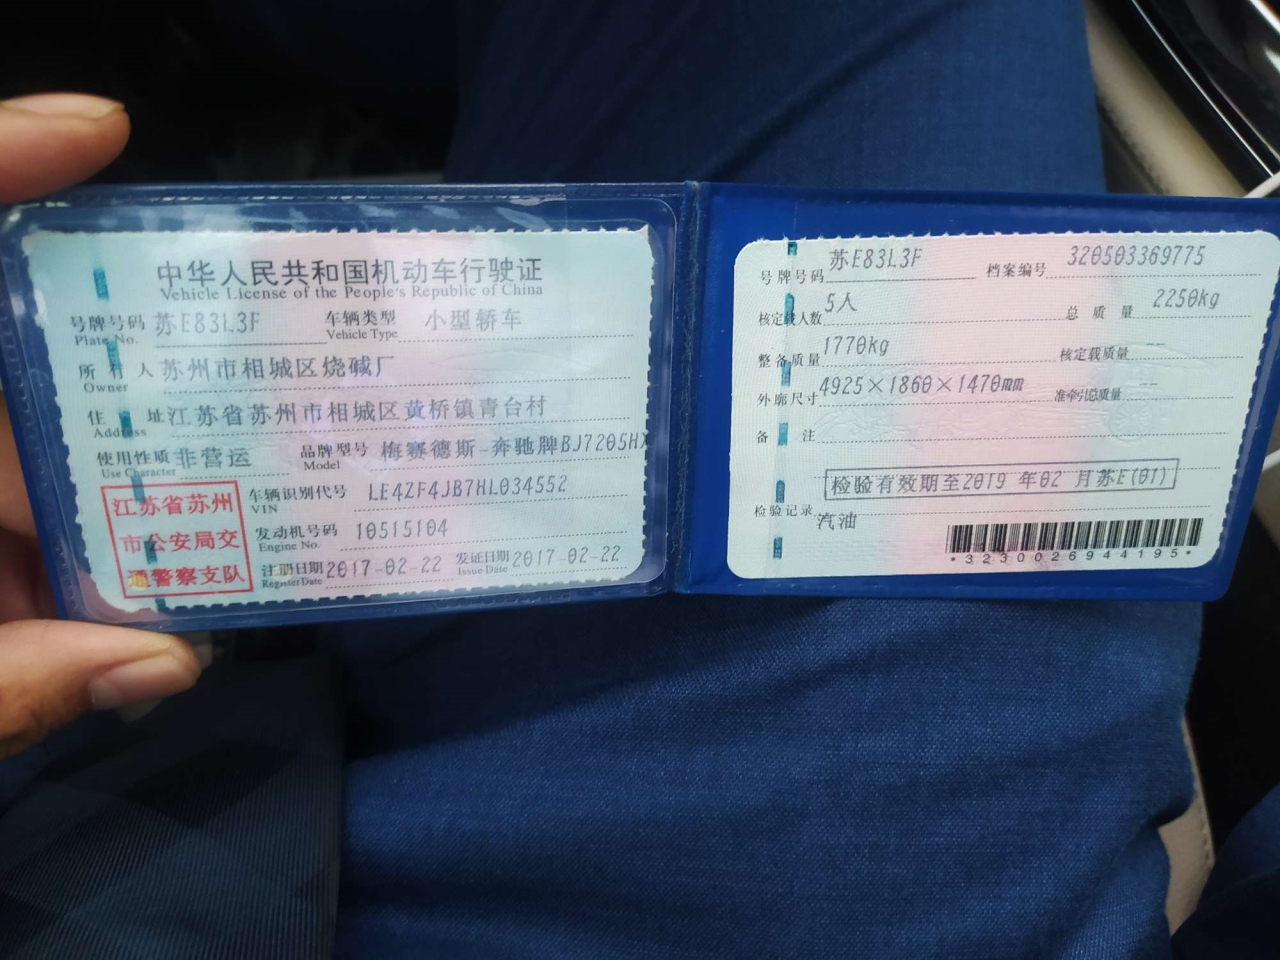 中华人民共和国机动车行驶证
Vehicle License of the People's Republic of China
号牌号码 苏E83L3F 车辆类型 小型轿车
Plate No. Vehicle Type
所有人 苏州市相城区烧碱厂
Owner
住址 江苏省苏州市相城区黄桥镇青台村
Address
使用性质 非营运 品牌型号 梅赛德斯-奔驰牌BJ7205H
Use Character Model
江苏省苏州
市公安局交
通警察支队
车辆识别代号 LE4ZF4JB7HL034552
VIN
发动机号码 10515104
Engine No.
注册日期 2017-02-22 发证日期 2017-02-22
Register Date Issue Date
号牌号码 苏E83L3F 档案编号 320503369775
核定载人数 5人 总质量 2250kg
整备质量 1770kg 核定载质量 --
外廓尺寸 4925×1860×1470mm 准牵引总质量 --
备注
检验有效期至2019年02月苏E(01)
检验记录
汽油
*3230026944195*